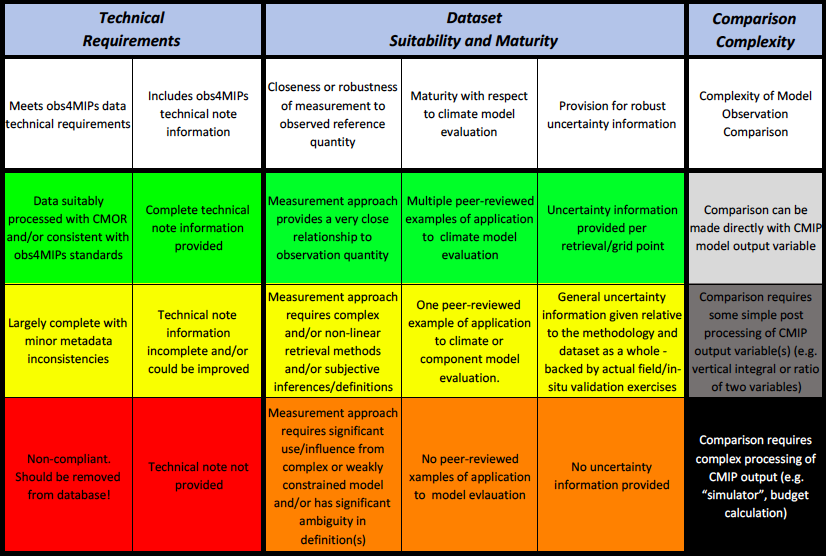 Technical
Requirements
Dataset
Suitability and Maturity
Comparison
Complexity
Meets obs4MIPs data
technical requirements
Includes obs4MIPs
technical note
information
Closeness or robustness
of measurement to
observed reference
quantity
Maturity with respect
to climate model
evaluation
Provision for robust
uncertainty information
Complexity of Model
Observation
Comparison
Data suitably
processed with CMOR
and/or consistent with
obs4MIPs standards
Complete technical
note information
provided
Measurement approach
provides a very close
relationship to
observation quantity
Multiple peer-reviewed
examples of application
to climate model
evaluation
Uncertainty information
provided per
retrieval/grid point
Comparison can be
made directly with CMIP
model output variable
Largely complete with
minor metadata
inconsistencies
Technical note
information
incomplete and/or
could be improved
Measurement approach
requires complex
and/or non-linear
retrieval methods
and/or subjective
inferences/definitions
One peer-reviewed
example of application
to climate or
component model
evaluation.
General uncertainty
information given relative
to the methodology and
dataset as a whole -
backed by actual field/in-
situ validation exercises
Comparison requires
some simple post
processing of CMIP
output variable(s) (e.g.
vertical integral or ratio
of two variables)
Non-compliant.
Should be removed
from database!
Technical note not
provided
Measurement approach
requires significant
use/influence from
complex or weakly
constrained model
and/or has significant
ambiguity in
definition(s)
No peer-reviewed
xamples of application
to model evlauation
No uncertainty
information provided
Comparison requires
complex processing of
CMIP output (e.g.
“simulator”, budget
calculation)